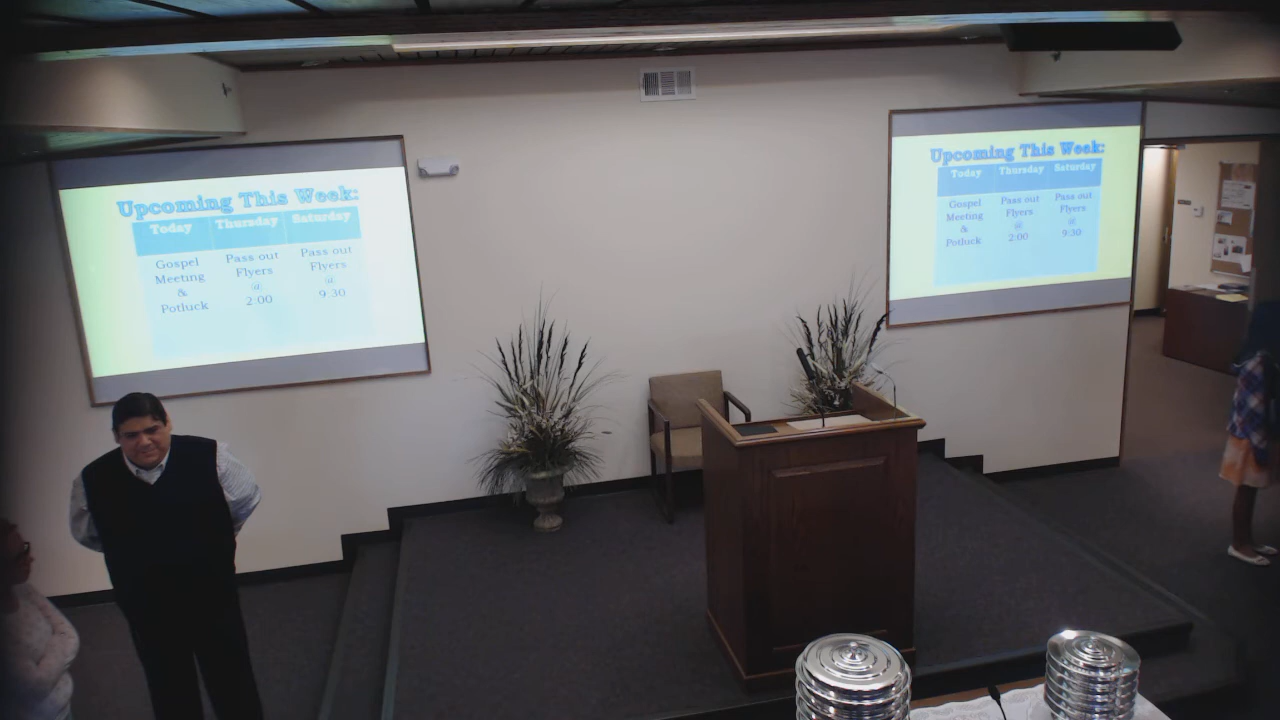 Upcoming This Week:
Today Thursday Saturday
Gospel Pass out Pass out
Meeting Flyers Flyers
& @ @
Potluck 2:00 9:30
Upcoming This Week:
Today Thursday Saturday
Gospel Pass out Pass out
Meeting Flyers Flyers
& @ @
Potluck 2:00 9:30